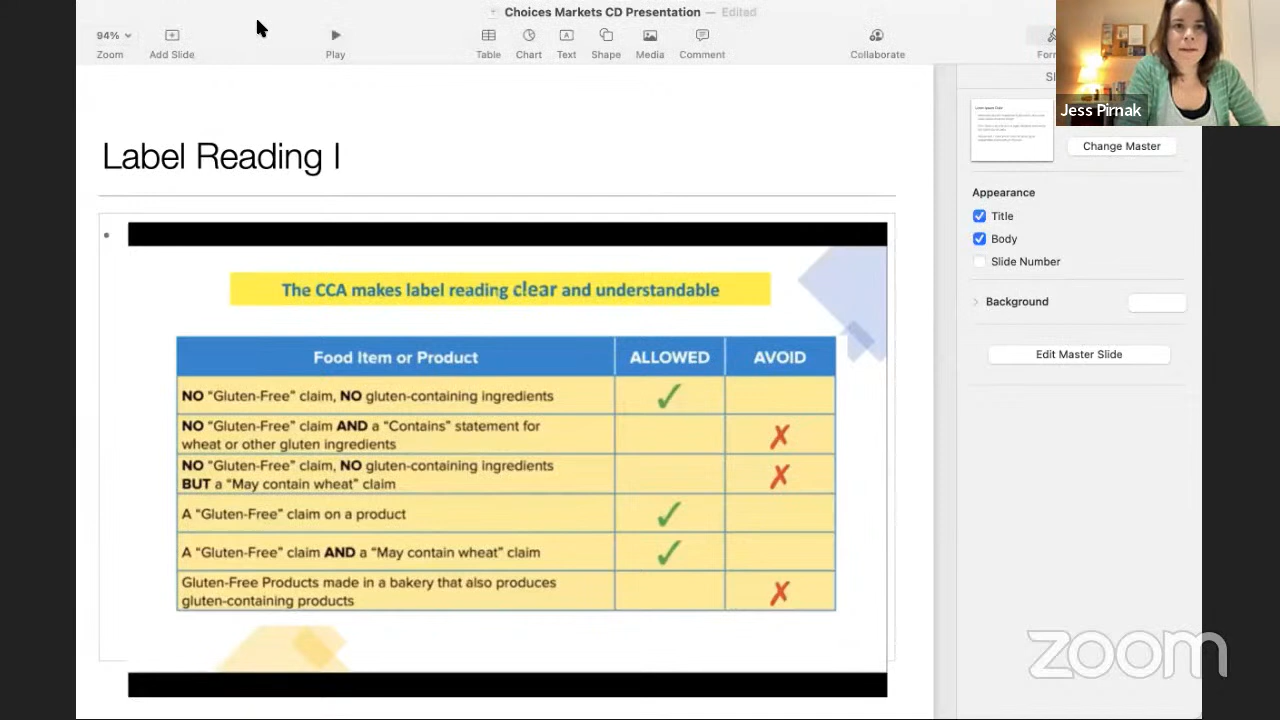 Choices Markets CD Presentation — Edited
94%
Zoom
Add Slide
Play
Table
Chart
Text
Shape
Media
Comment
Collaborate
Jess Pirnak
Change Master
Appearance
Title
Body
Slide Number
Background
Edit Master Slide
Label Reading I
The CCA makes label reading clear and understandable
Food Item or Product ALLOWED AVOID
NO "Gluten-Free" claim, NO gluten-containing ingredients ✓
NO "Gluten-Free" claim AND a "Contains" statement for
wheat or other gluten ingredients ✗
NO "Gluten-Free" claim, NO gluten-containing ingredients
BUT a "May contain wheat" claim ✗
A "Gluten-Free" claim on a product ✓
A "Gluten-Free" claim AND a "May contain wheat" claim ✓
Gluten-Free Products made in a bakery that also produces
gluten-containing products ✗
zoom